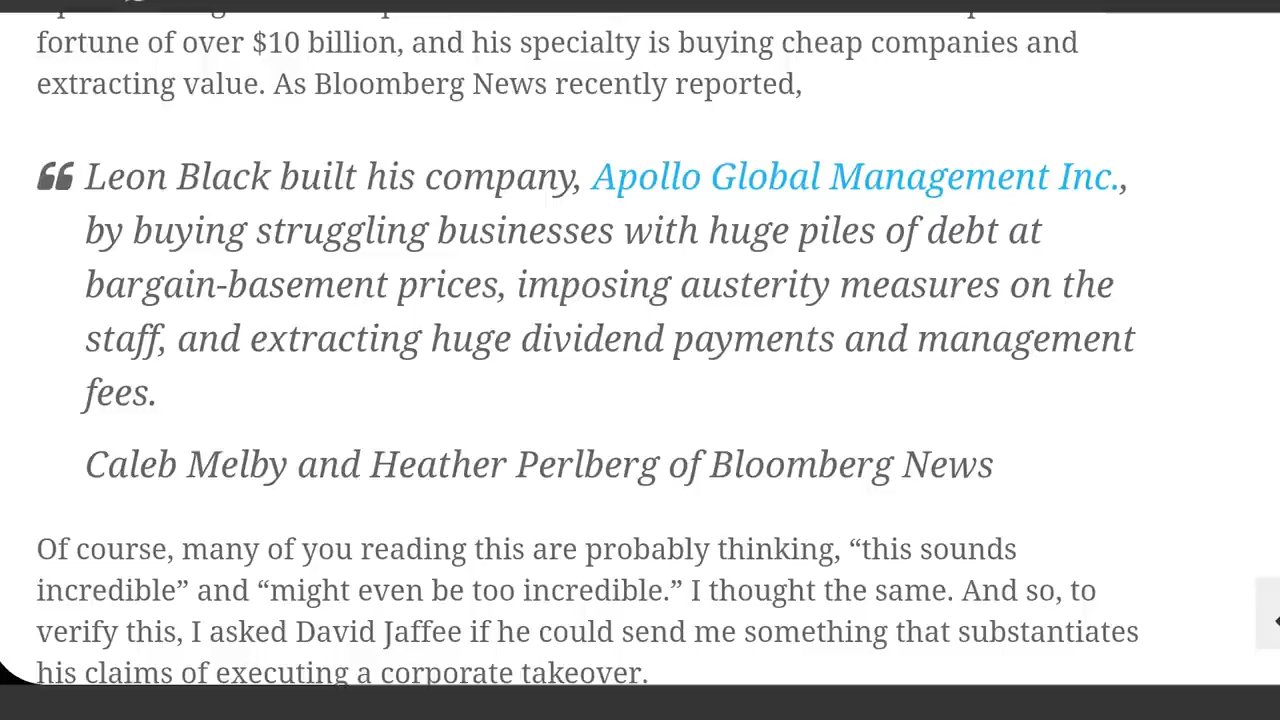 fortune of over $10 billion, and his specialty is buying cheap companies and
extracting value. As Bloomberg News recently reported,
Leon Black built his company, Apollo Global Management Inc.,
by buying struggling businesses with huge piles of debt at
bargain-basement prices, imposing austerity measures on the
staff, and extracting huge dividend payments and management
fees.
Caleb Melby and Heather Perlberg of Bloomberg News
Of course, many of you reading this are probably thinking, “this sounds
incredible” and “might even be too incredible.” I thought the same. And so, to
verify this, I asked David Jaffee if he could send me something that substantiates
his claims of executing a corporate takeover.